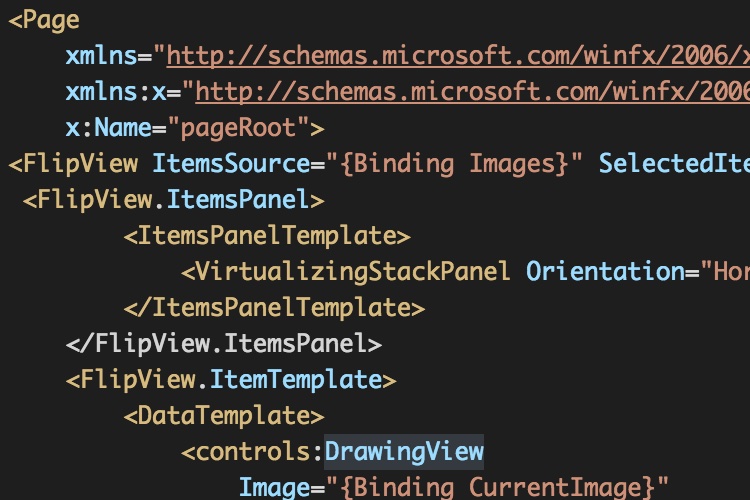 <Page
xmlns="http://schemas.microsoft.com/winfx/2006/x
xmlns:x="http://schemas.microsoft.com/winfx/2006
x:Name="pageRoot">
<FlipView ItemsSource="{Binding Images}" SelectedIte
<FlipView.ItemsPanel>
<ItemsPanelTemplate>
<VirtualizingStackPanel Orientation="Hor
</ItemsPanelTemplate>
</FlipView.ItemsPanel>
<FlipView.ItemTemplate>
<DataTemplate>
<controls:DrawingView
Image="{Binding CurrentImage}"